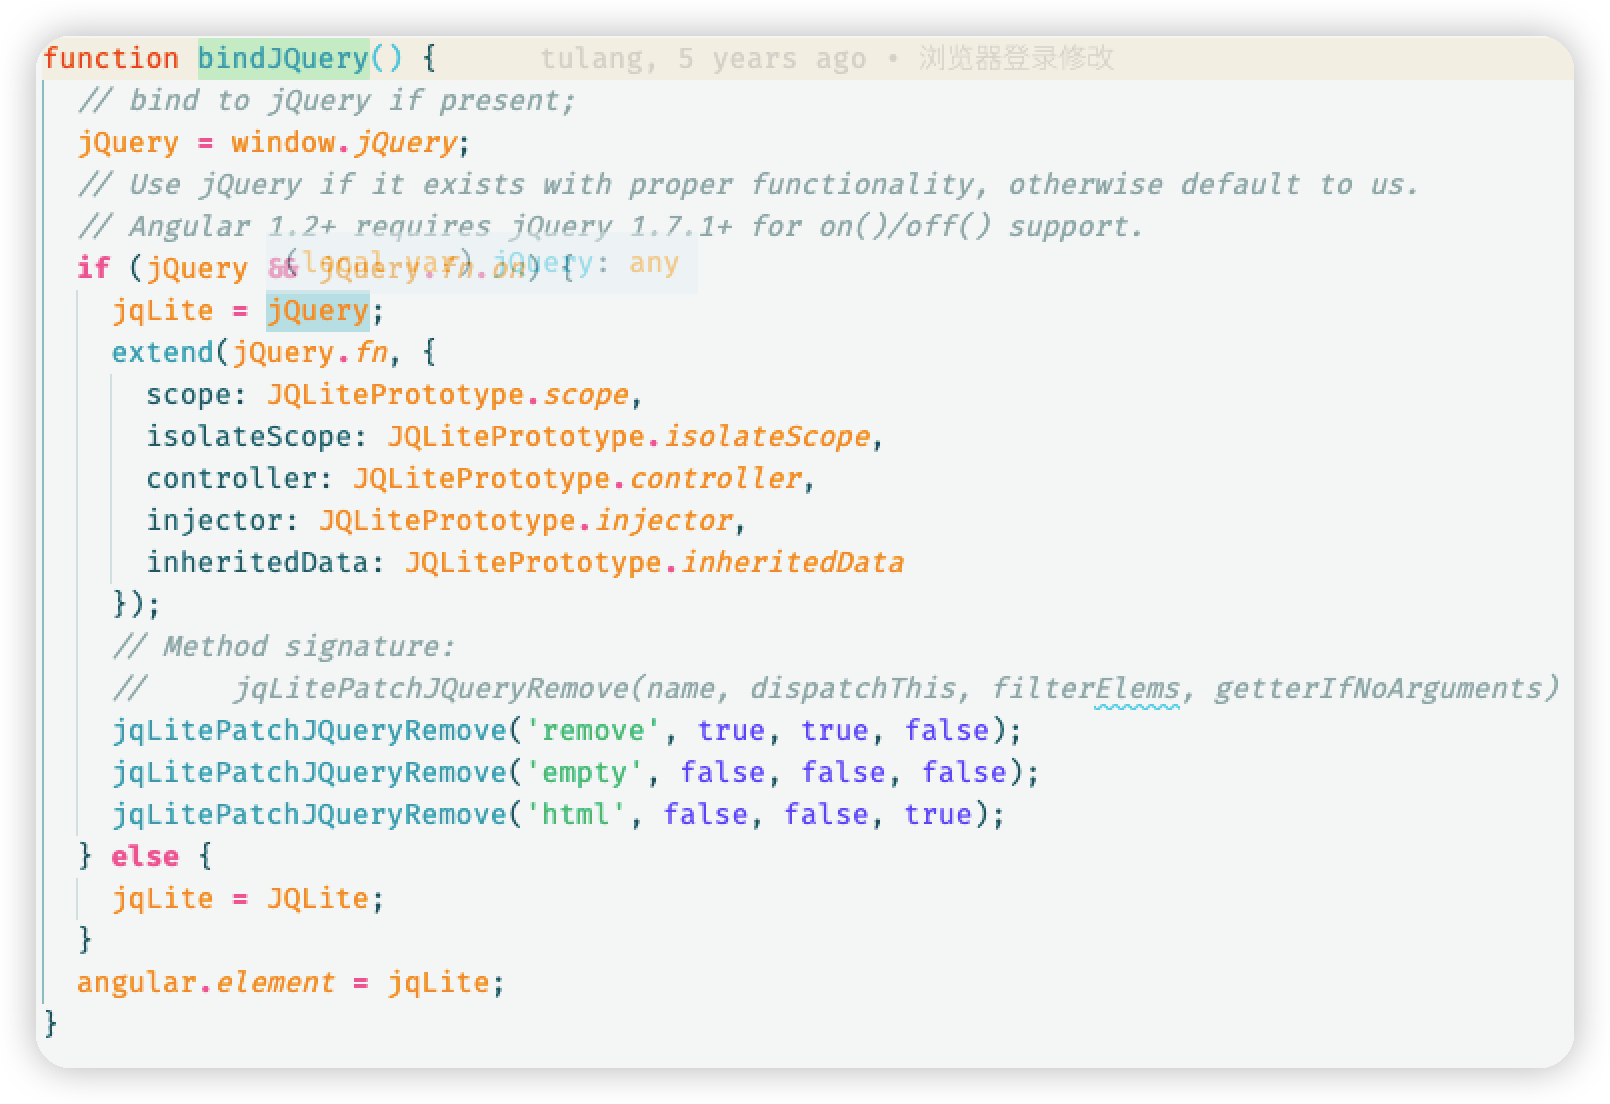 function bindJQuery() {      tulang, 5 years ago • 浏览器登录修改
  // bind to jQuery if present;
  jQuery = window.jQuery;
  // Use jQuery if it exists with proper functionality, otherwise default to us.
  // Angular 1.2+ requires jQuery 1.7.1+ for on()/off() support.
  if (jQuery && jQuery.fn.on) {
(local var) jQuery: any
    jqLite = jQuery;
    extend(jQuery.fn, {
      scope: JQLitePrototype.scope,
      isolateScope: JQLitePrototype.isolateScope,
      controller: JQLitePrototype.controller,
      injector: JQLitePrototype.injector,
      inheritedData: JQLitePrototype.inheritedData
    });
    // Method signature:
    //     jqLitePatchJQueryRemove(name, dispatchThis, filterElems, getterIfNoArguments)
    jqLitePatchJQueryRemove('remove', true, true, false);
    jqLitePatchJQueryRemove('empty', false, false, false);
    jqLitePatchJQueryRemove('html', false, false, true);
  } else {
    jqLite = JQLite;
  }
  angular.element = jqLite;
}